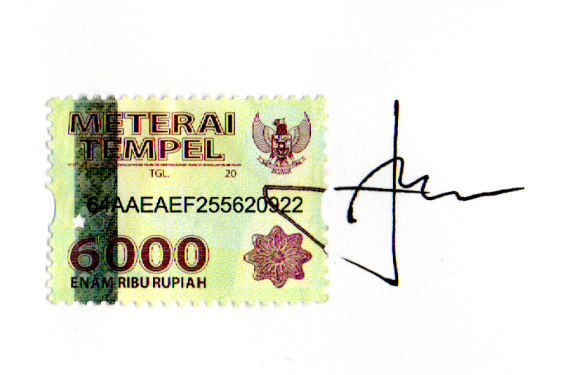 METERAI
TEMPEL
TGL. 20
64AAEAEF255620922
6000
ENAM RIBU RUPIAH